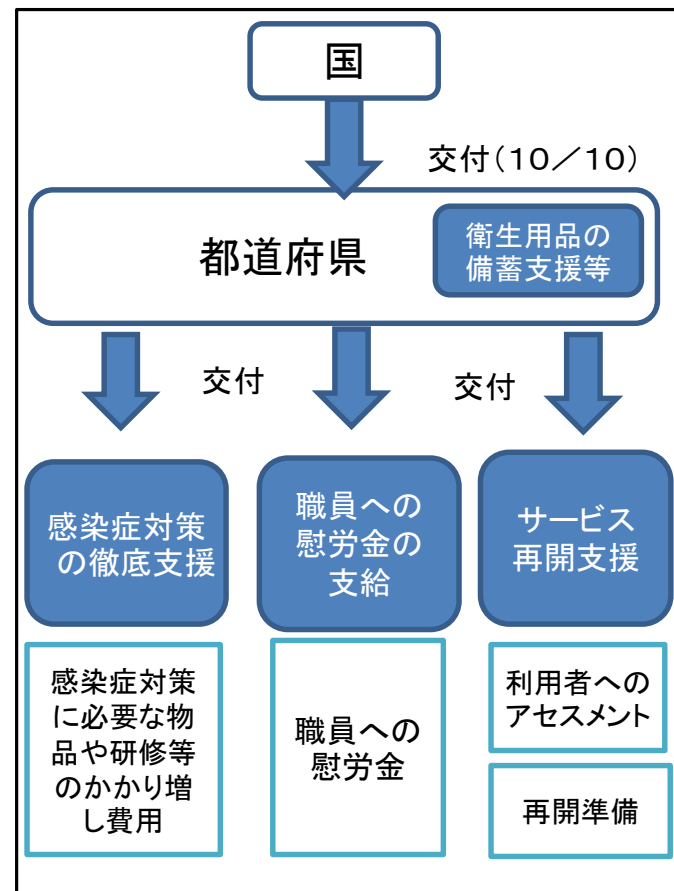 国
交付(10/10)
都道府県
衛生用品の
備蓄支援等
交付
交付
感染症対策
の徹底支援
職員への
慰労金の
支給
サービス
再開支援
感染症対策
に必要な物
品や研修等
のかかり増
し費用
職員への
慰労金
利用者への
アセスメント
再開準備